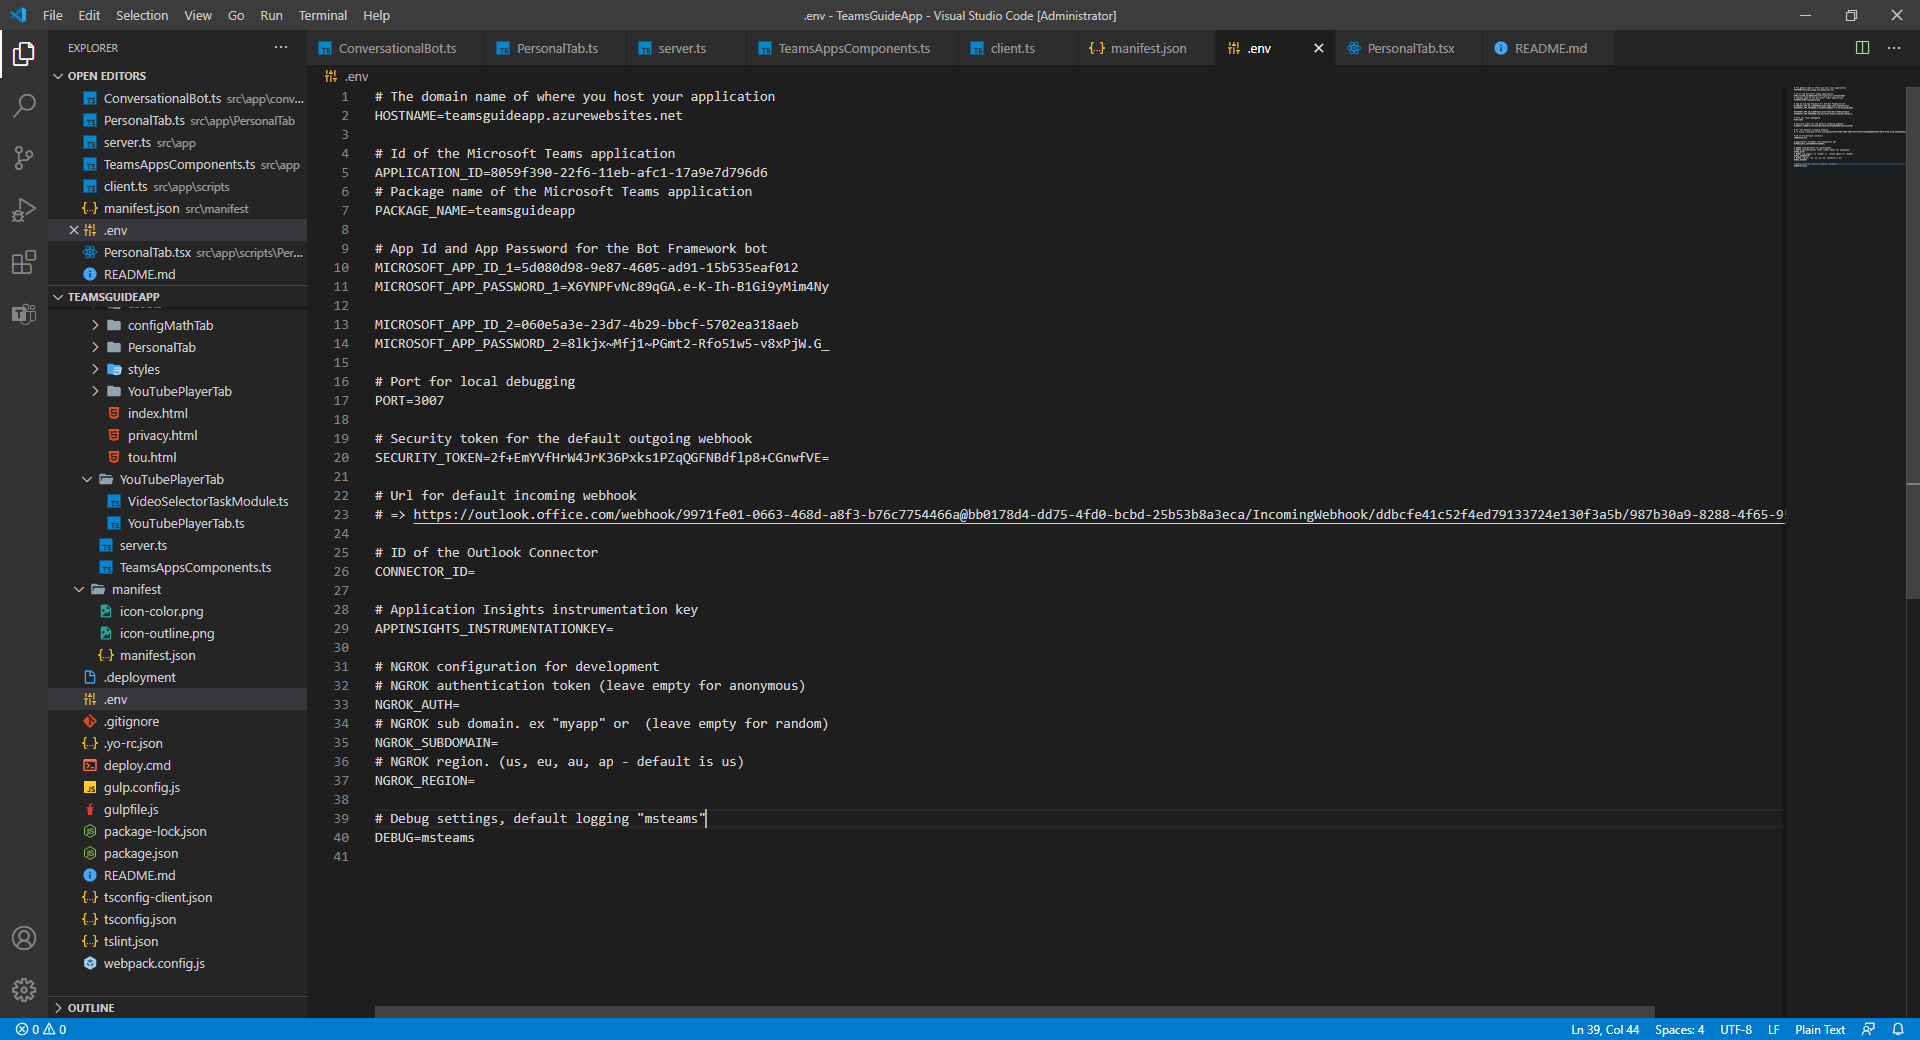 File Edit Selection View Go Run Terminal Help
.env - TeamsGuideApp - Visual Studio Code [Administrator]
EXPLORER
OPEN EDITORS
ConversationalBot.ts src\app\conv...
PersonalTab.ts src\app\PersonalTab
server.ts src\app
TeamsAppsComponents.ts src\app
client.ts src\app\scripts
manifest.json src\manifest
.env
PersonalTab.tsx src\app\scripts\Per...
README.md
TEAMSGUIDEAPP
configMathTab
PersonalTab
styles
YouTubePlayerTab
index.html
privacy.html
tou.html
YouTubePlayerTab
VideoSelectorTaskModule.ts
YouTubePlayerTab.ts
server.ts
TeamsAppsComponents.ts
manifest
icon-color.png
icon-outline.png
manifest.json
.deployment
.env
.gitignore
.yo-rc.json
deploy.cmd
gulp.config.js
gulpfile.js
package-lock.json
package.json
README.md
tsconfig-client.json
tsconfig.json
tslint.json
webpack.config.js
OUTLINE
ConversationalBot.ts PersonalTab.ts server.ts TeamsAppsComponents.ts client.ts manifest.json .env PersonalTab.tsx README.md
.env
1 # The domain name of where you host your application
2 HOSTNAME=teamsguideapp.azurewebsites.net
3
4 # Id of the Microsoft Teams application
5 APPLICATION_ID=8059f390-22f6-11eb-afc1-17a9e7d796d6
6 # Package name of the Microsoft Teams application
7 PACKAGE_NAME=teamsguideapp
8
9 # App Id and App Password for the Bot Framework bot
10 MICROSOFT_APP_ID_1=5d080d98-9e87-4605-ad91-15b535eaf012
11 MICROSOFT_APP_PASSWORD_1=X6YNPFvNc89qGA.e-K-Ih-B1Gi9yMim4Ny
12
13 MICROSOFT_APP_ID_2=060e5a3e-23d7-4b29-bbcf-5702ea318aeb
14 MICROSOFT_APP_PASSWORD_2=8lkjx~Mfj1~PGmt2-Rfo51w5-v8xPjW.G_
15
16 # Port for local debugging
17 PORT=3007
18
19 # Security token for the default outgoing webhook
20 SECURITY_TOKEN=2f+EmYVfHrW4JrK36Pxks1PZqQGFNBdflp8+CGnwfVE=
21
22 # Url for default incoming webhook
23 # => https://outlook.office.com/webhook/9971fe01-0663-468d-a8f3-b76c7754466a@bb0178d4-dd75-4fd0-bcbd-25b53b8a3eca/IncomingWebhook/ddbcfe41c52f4ed79133724e130f3a5b/987b30a9-8288-4f65-9
24
25 # ID of the Outlook Connector
26 CONNECTOR_ID=
27
28 # Application Insights instrumentation key
29 APPINSIGHTS_INSTRUMENTATIONKEY=
30
31 # NGROK configuration for development
32 # NGROK authentication token (leave empty for anonymous)
33 NGROK_AUTH=
34 # NGROK sub domain. ex "myapp" or  (leave empty for random)
35 NGROK_SUBDOMAIN=
36 # NGROK region. (us, eu, au, ap - default is us)
37 NGROK_REGION=
38
39 # Debug settings, default logging "msteams"
40 DEBUG=msteams
41
0 0 Ln 39, Col 44 Spaces: 4 UTF-8 LF Plain Text